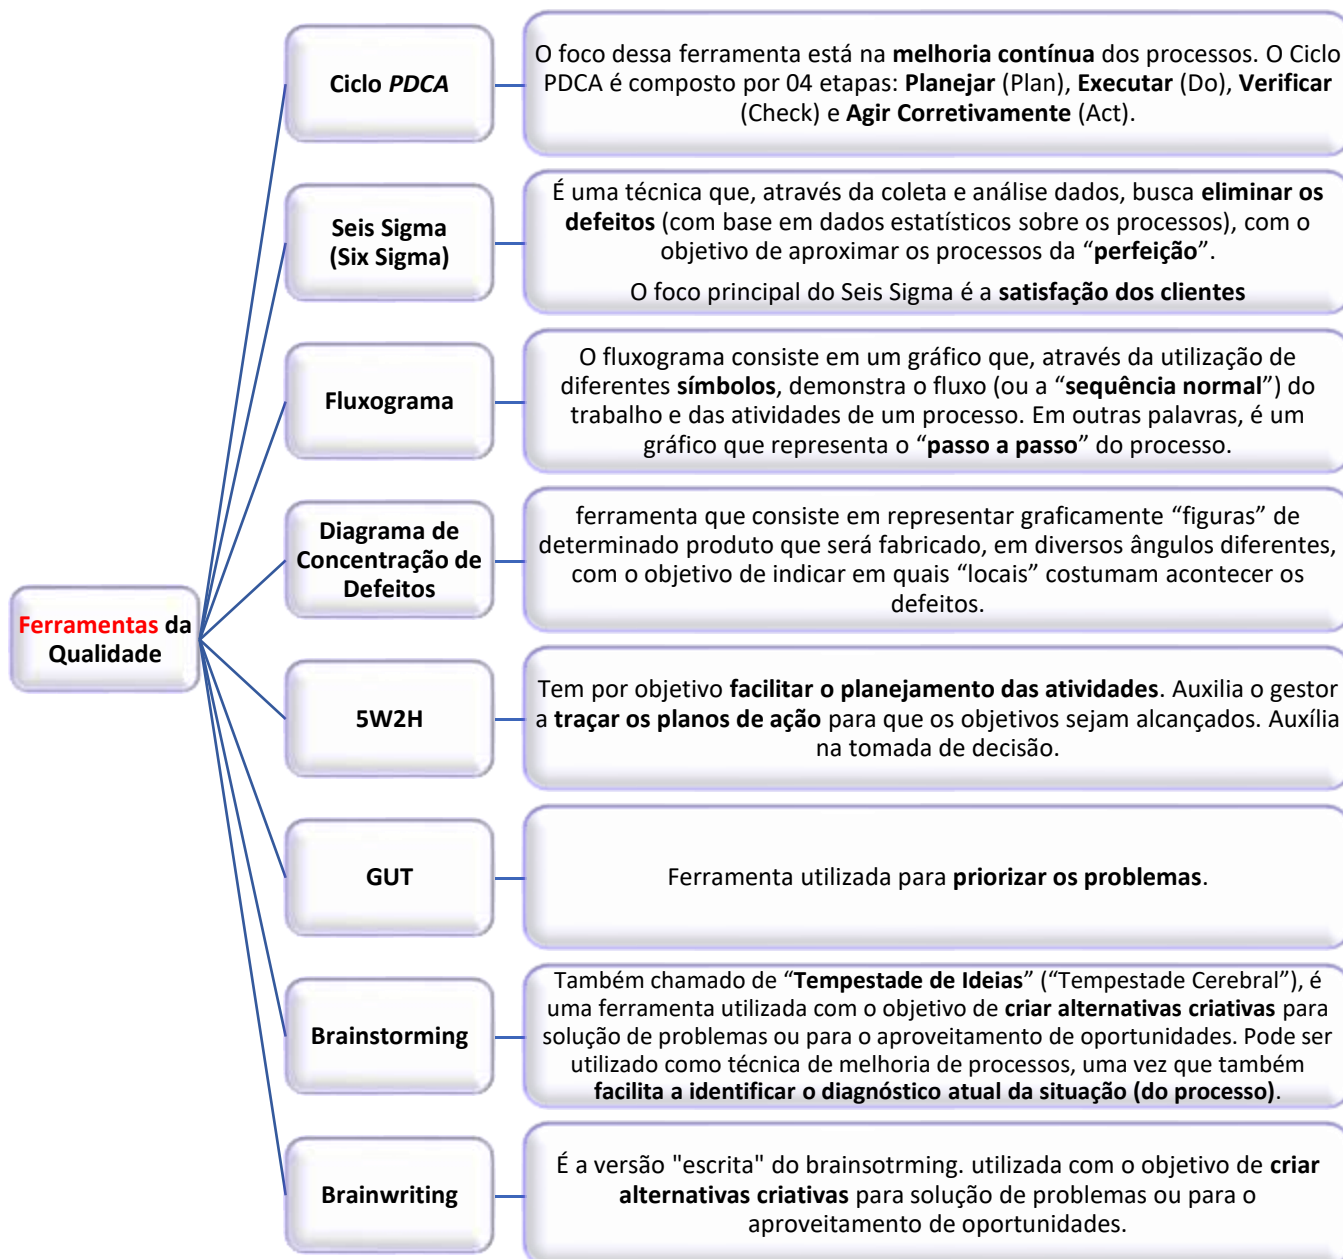 Ferramentas da
Qualidade
Ciclo PDCA
O foco dessa ferramenta está na melhoria contínua dos processos. O Ciclo
PDCA é composto por 04 etapas: Planejar (Plan), Executar (Do), Verificar
(Check) e Agir Corretivamente (Act).
Seis Sigma
(Six Sigma)
É uma técnica que, através da coleta e análise dados, busca eliminar os
defeitos (com base em dados estatísticos sobre os processos), com o
objetivo de aproximar os processos da “perfeição”.
O foco principal do Seis Sigma é a satisfação dos clientes
Fluxograma
O fluxograma consiste em um gráfico que, através da utilização de
diferentes símbolos, demonstra o fluxo (ou a “sequência normal”) do
trabalho e das atividades de um processo. Em outras palavras, é um
gráfico que representa o “passo a passo” do processo.
Diagrama de
Concentração de
Defeitos
ferramenta que consiste em representar graficamente “figuras” de
determinado produto que será fabricado, em diversos ângulos diferentes,
com o objetivo de indicar em quais “locais” costumam acontecer os
defeitos.
5W2H
Tem por objetivo facilitar o planejamento das atividades. Auxilia o gestor
a traçar os planos de ação para que os objetivos sejam alcançados. Auxília
na tomada de decisão.
GUT
Ferramenta utilizada para priorizar os problemas.
Brainstorming
Também chamado de “Tempestade de Ideias” (“Tempestade Cerebral”), é
uma ferramenta utilizada com o objetivo de criar alternativas criativas para
solução de problemas ou para o aproveitamento de oportunidades. Pode ser
utilizado como técnica de melhoria de processos, uma vez que também
facilita a identificar o diagnóstico atual da situação (do processo).
Brainwriting
É a versão "escrita" do brainsotrming. utilizada com o objetivo de criar
alternativas criativas para solução de problemas ou para o
aproveitamento de oportunidades.